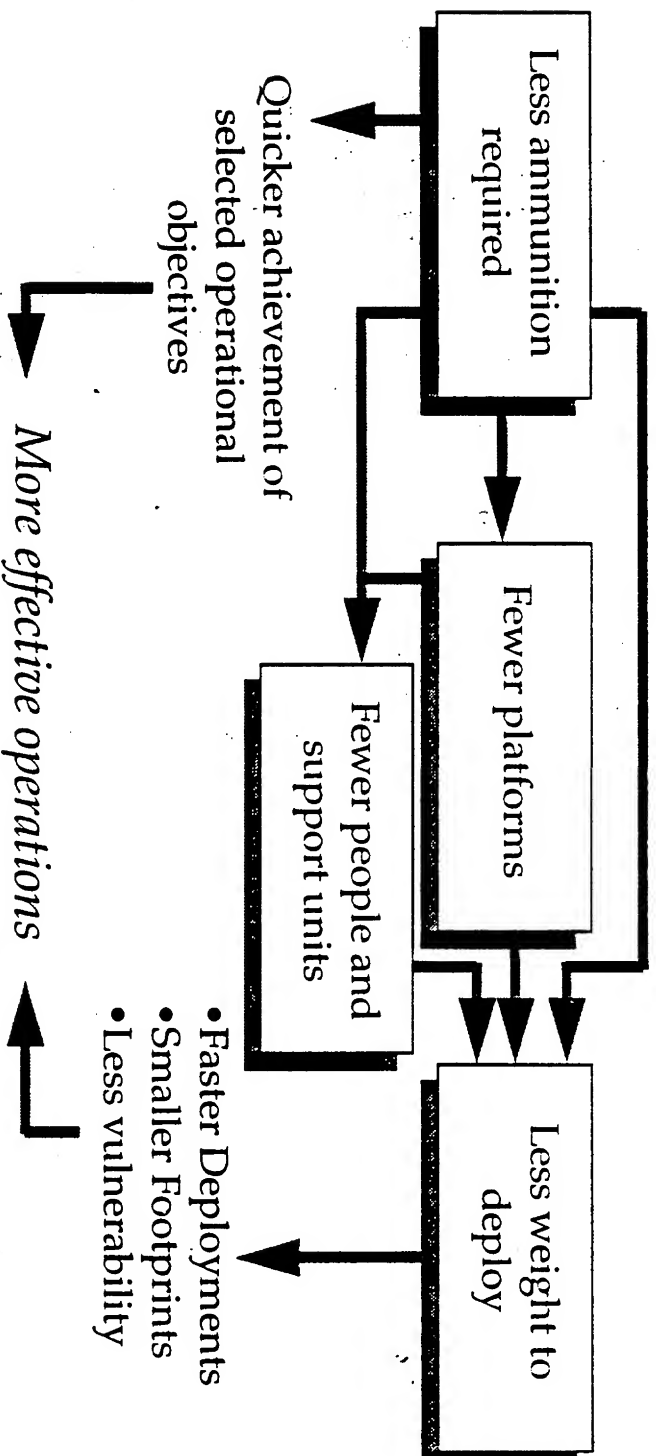 Less ammunition
required
Fewer platforms
Fewer people and
support units
Less weight to
deploy
Quicker achievement of
selected operational
objectives
•Faster Deployments
•Smaller Footprints
•Less vulnerability
More effective operations